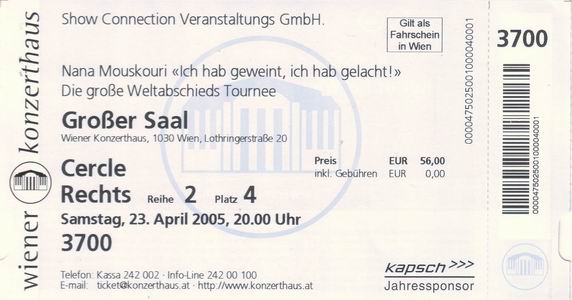 Show Connection Veranstaltungs GmbH.
Gilt als
Fahrschein
in Wien
Nana Mouskouri «Ich hab geweint, ich hab gelacht!»
Die große Weltabschieds Tournee
Großer Saal
Wiener Konzerthaus, 1030 Wien, Lothringerstraße 20
Cercle
Rechts Reihe 2 Platz 4
Preis EUR 56,00
inkl. Gebühren EUR 0,00
Samstag, 23. April 2005, 20.00 Uhr
3700
Telefon: Kassa 242 002 · Info-Line 242 00 100
E-mail: ticket@konzerthaus.at · http://www.konzerthaus.at
kapsch >>>
Jahressponsor
wiener konzerthaus
0000475025001000040001
3700
0000475025001000040001